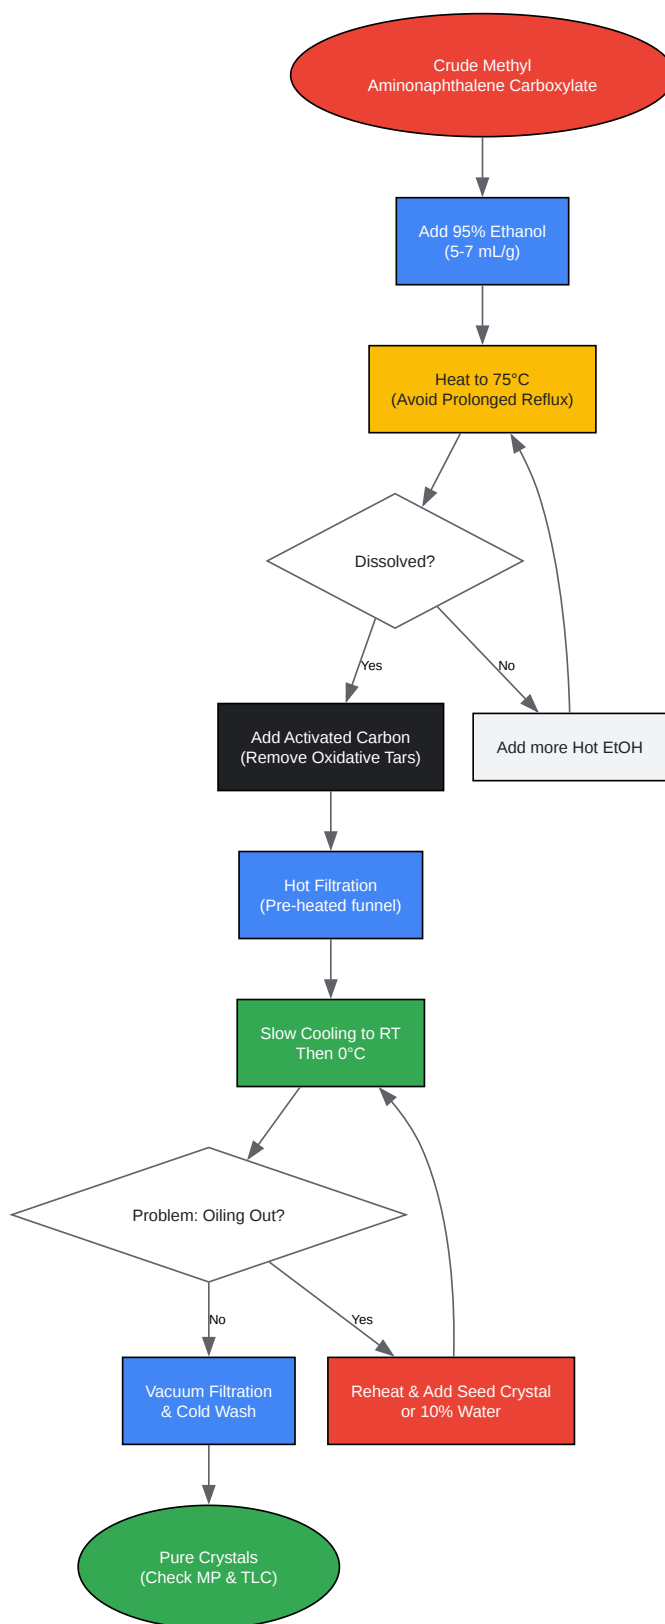 Crude Methyl
Aminonaphthalene Carboxylate
Add 95% Ethanol
(5-7 mL/g)
Heat to 75°C
(Avoid Prolonged Reflux)
Dissolved?
Yes
No
Add Activated Carbon
(Remove Oxidative Tars)
Add more Hot EtOH
Hot Filtration
(Pre-heated funnel)
Slow Cooling to RT
Then 0°C
Problem: Oiling Out?
No
Yes
Vacuum Filtration
& Cold Wash
Reheat & Add Seed Crystal
or 10% Water
Pure Crystals
(Check MP & TLC)